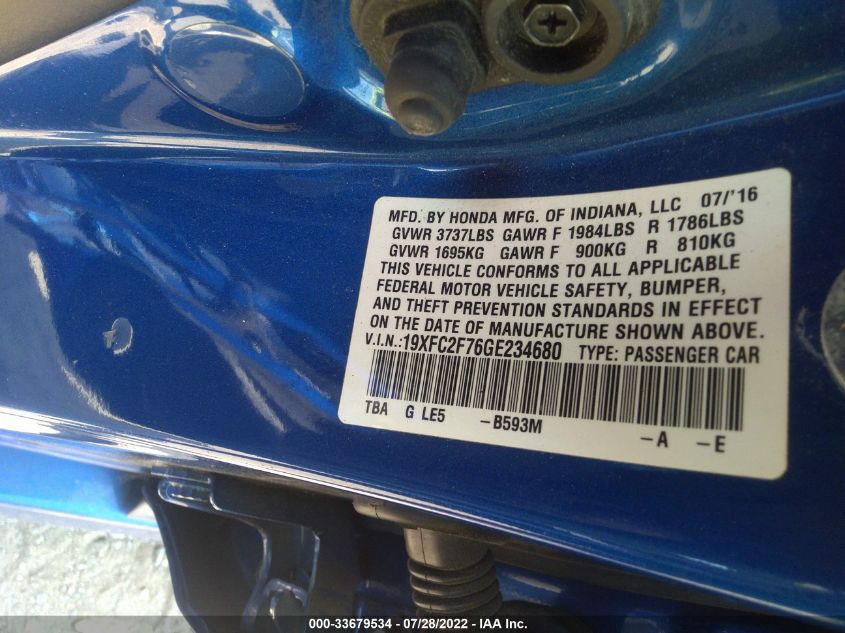 MFD. BY HONDA MFG. OF INDIANA, LLC 07/'16
GVWR 3737LBS GAWR F 1984LBS R 1786LBS
GVWR 1695KG GAWR F 900KG R 810KG
THIS VEHICLE CONFORMS TO ALL APPLICABLE
FEDERAL MOTOR VEHICLE SAFETY, BUMPER,
AND THEFT PREVENTION STANDARDS IN EFFECT
ON THE DATE OF MANUFACTURE SHOWN ABOVE.
V.I.N.:19XFC2F76GE234680 TYPE: PASSENGER CAR
TBA G LE5 -B593M
-A -E
000-33679534 / 07/28/2022 - IAA Inc.